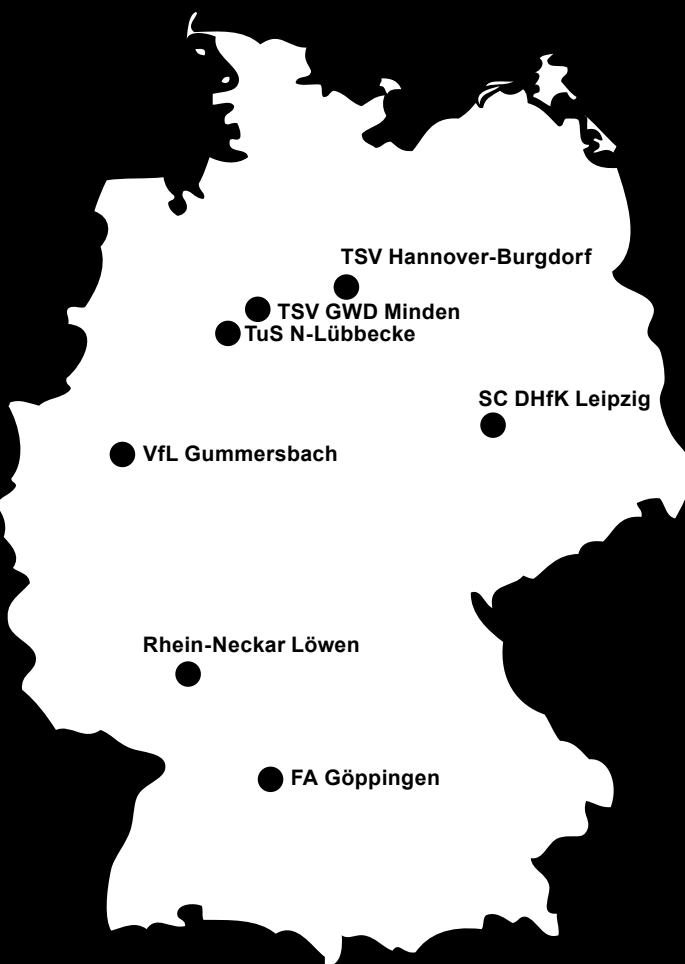 TSV Hannover-Burgdorf
TSV GWD Minden
TuS N-Lübbecke
SC DHfK Leipzig
VfL Gummersbach
Rhein-Neckar Löwen
FA Göppingen